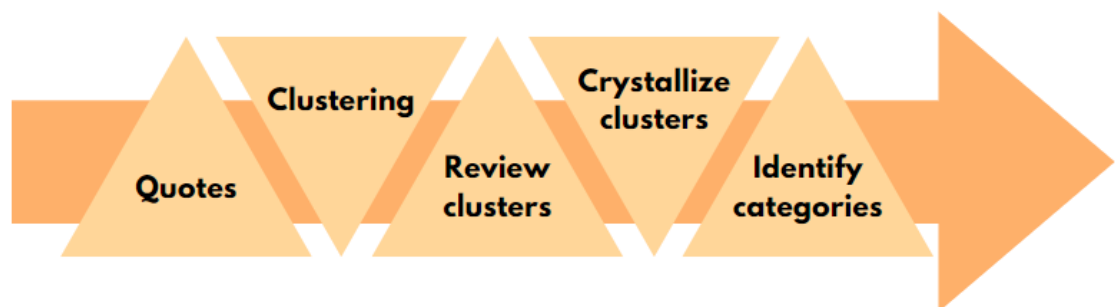 Quotes
Clustering
Review
clusters
Crystallize
clusters
Identify
categories